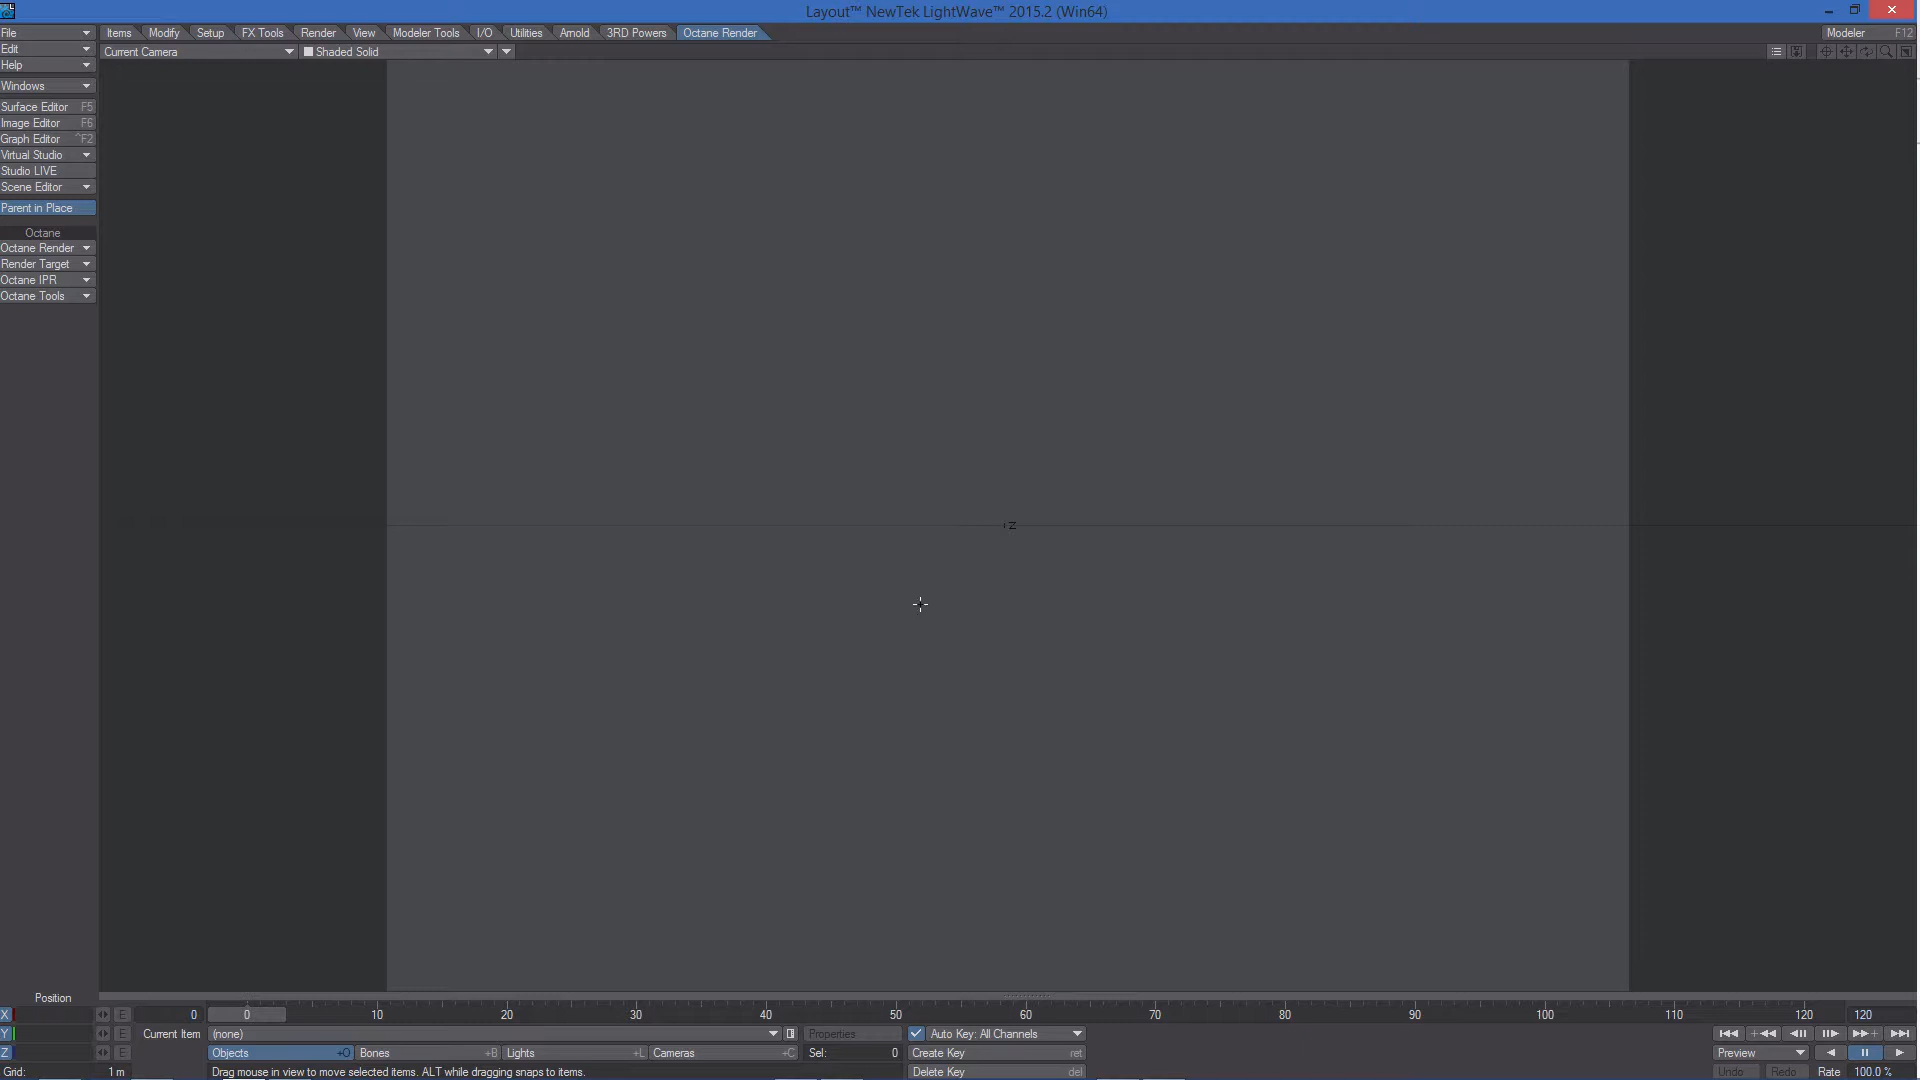 Layout™ NewTek LightWave™ 2015.2 (Win64)
File
Items
Modify
Setup
FX Tools
Render
View
Modeler Tools
I/O
Utilities
Arnold
3RD Powers
Octane Render
Modeler F12
Edit
Current Camera
Shaded Solid
Help
Windows
Surface Editor F5
Image Editor F6
Graph Editor ^F2
Virtual Studio
Studio LIVE
Scene Editor
Parent in Place
Octane
Octane Render
Render Target
Octane IPR
Octane Tools
Z
Position
X E 0 0 10 20 30 40 50 60 70 80 90 100 110 120 120
Y E Current Item (none) Properties Auto Key: All Channels
Z E Objects +O Bones +B Lights +L Cameras +C Sel: 0 Create Key ret Preview
Grid: 1 m Drag mouse in view to move selected items. ALT while dragging snaps to items. Delete Key del Undo Redo Rate 100.0 %